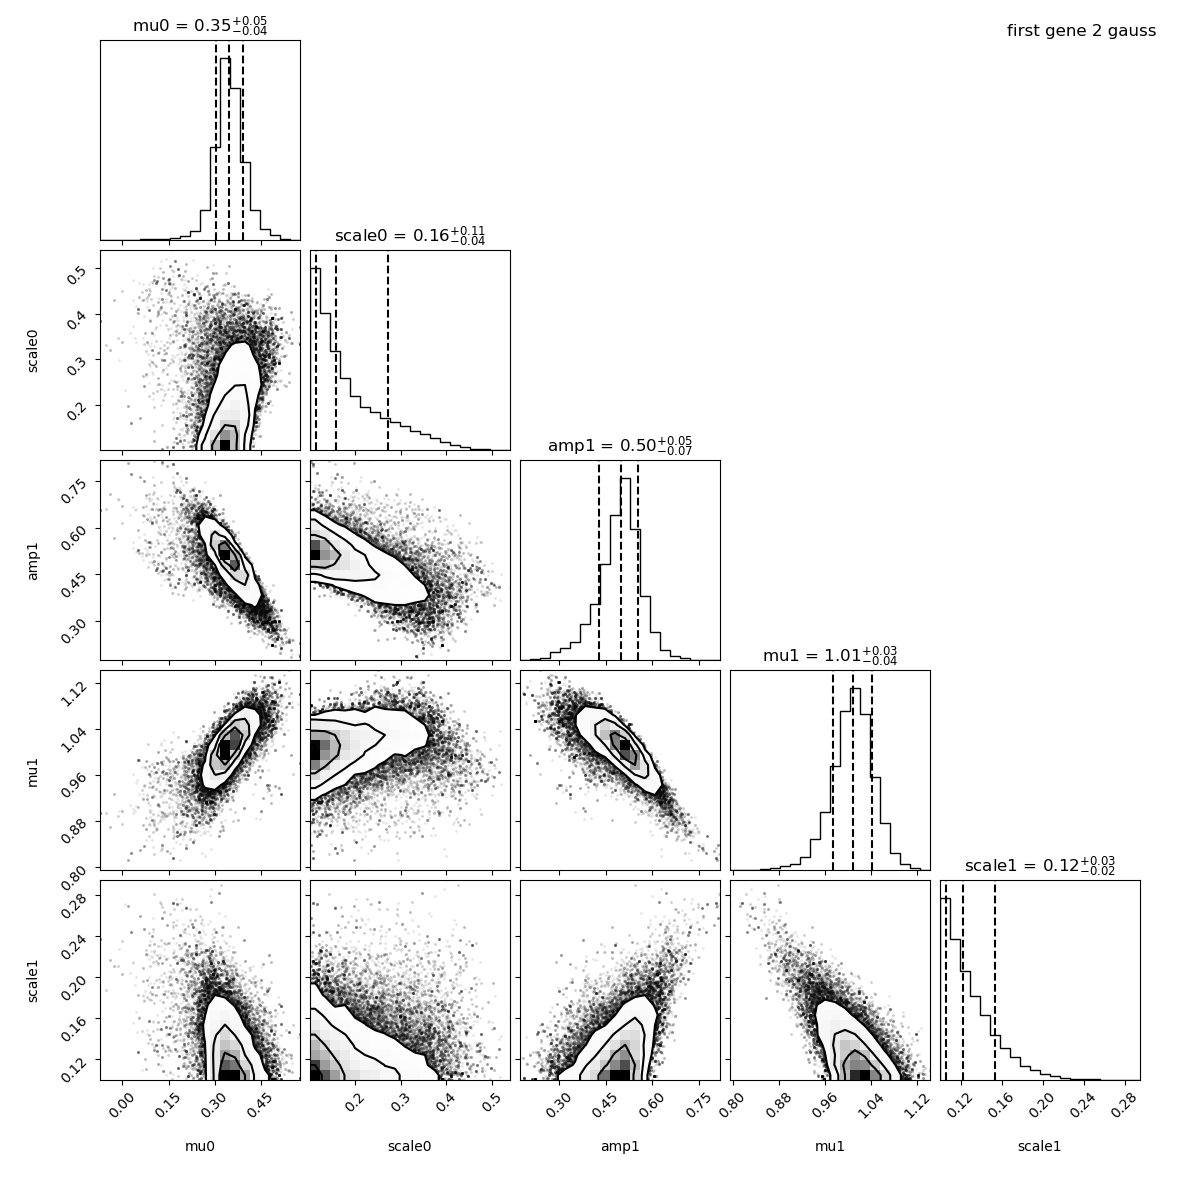 first gene 2 gauss
mu0 = 0.35+0.05−0.04
scale0 = 0.16+0.11−0.04
0.5
0.4
0.3
0.2
scale0
amp1 = 0.50+0.05−0.07
0.75
0.60
0.45
0.30
amp1
mu1 = 1.01+0.03−0.04
1.12
1.04
0.96
0.88
0.80
mu1
scale1 = 0.12+0.03−0.02
0.28
0.24
0.20
0.16
0.12
scale1
0.00 0.15 0.30 0.45 0.2 0.3 0.4 0.5 0.30 0.45 0.60 0.75 0.80 0.88 0.96 1.04 1.12 0.12 0.16 0.20 0.24 0.28
mu0 scale0 amp1 mu1 scale1